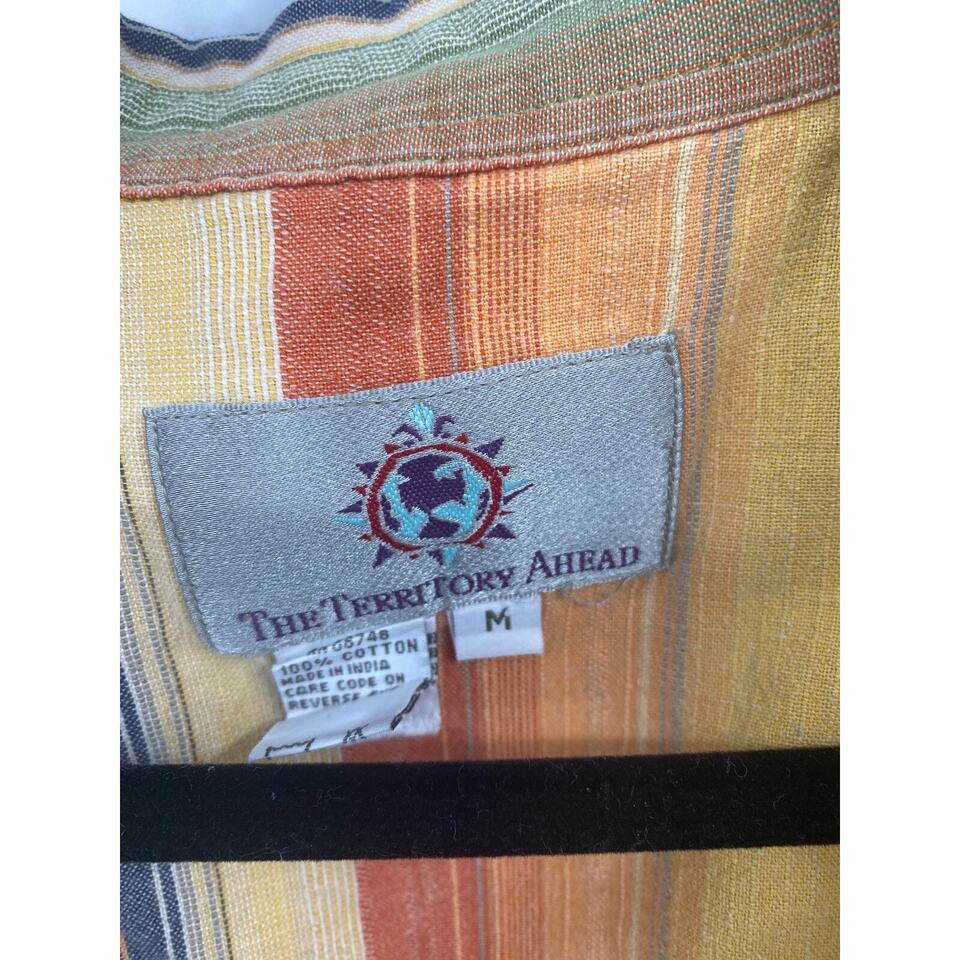 THE TERRITORY AHEAD
M
100% COTTON
MADE IN INDIA
CARE CODE ON
REVERSE